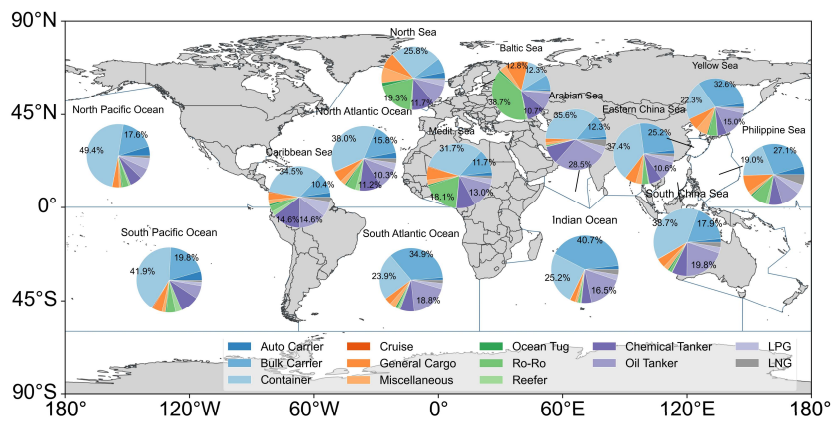 90°N
45°N
0°
45°S
90°S
180°
120°W
60°W
0°
60°E
120°E
180°
North Sea
25.8%
19.3%
11.7%
Baltic Sea
12.8%
12.3%
38.7%
10.7%
Yellow Sea
32.6%
22.3%
15.0%
North Pacific Ocean
17.6%
49.4%
North Atlantic Ocean
38.0%
15.8%
10.3%
11.2%
Arabian Sea
35.6%
12.3%
28.5%
Eastern China Sea
25.2%
37.4%
10.6%
Philippine Sea
27.1%
19.0%
Caribbean Sea
34.5%
10.4%
14.6%
14.6%
Medit. Sea
31.7%
11.7%
18.1%
13.0%
South China Sea
38.7%
17.9%
19.8%
South Pacific Ocean
19.8%
41.9%
South Atlantic Ocean
34.9%
23.9%
18.8%
Indian Ocean
40.7%
25.2%
16.5%
Auto Carrier
Bulk Carrier
Container
Cruise
General Cargo
Miscellaneous
Ocean Tug
Ro-Ro
Reefer
Chemical Tanker
Oil Tanker
LPG
LNG